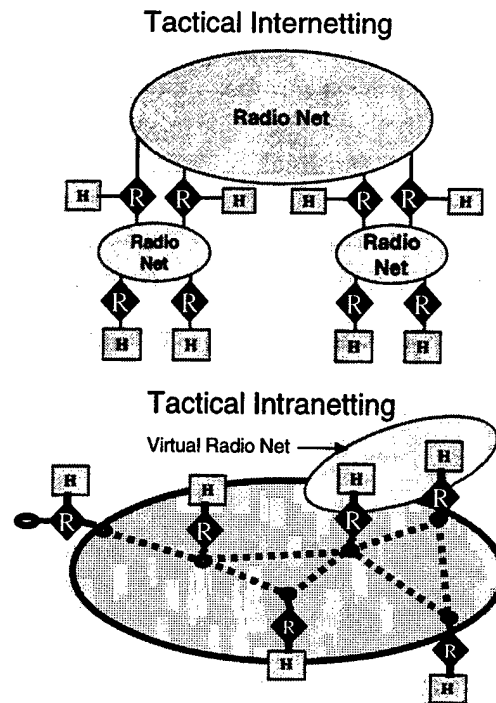 Tactical Internetting
Radio Net
H R R H H R R H
Radio
Net
Radio
Net
R R R R
H H H H
Tactical Intranetting
Virtual Radio Net
H H H H
R R R R
R R
H H